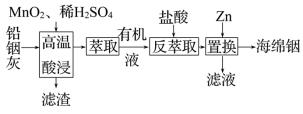 MnO₂、稀H₂SO₄
铅铟灰
高温酸浸
滤渣
萃取
有机液
盐酸
反萃取
Zn
置换
滤液
海绵铟